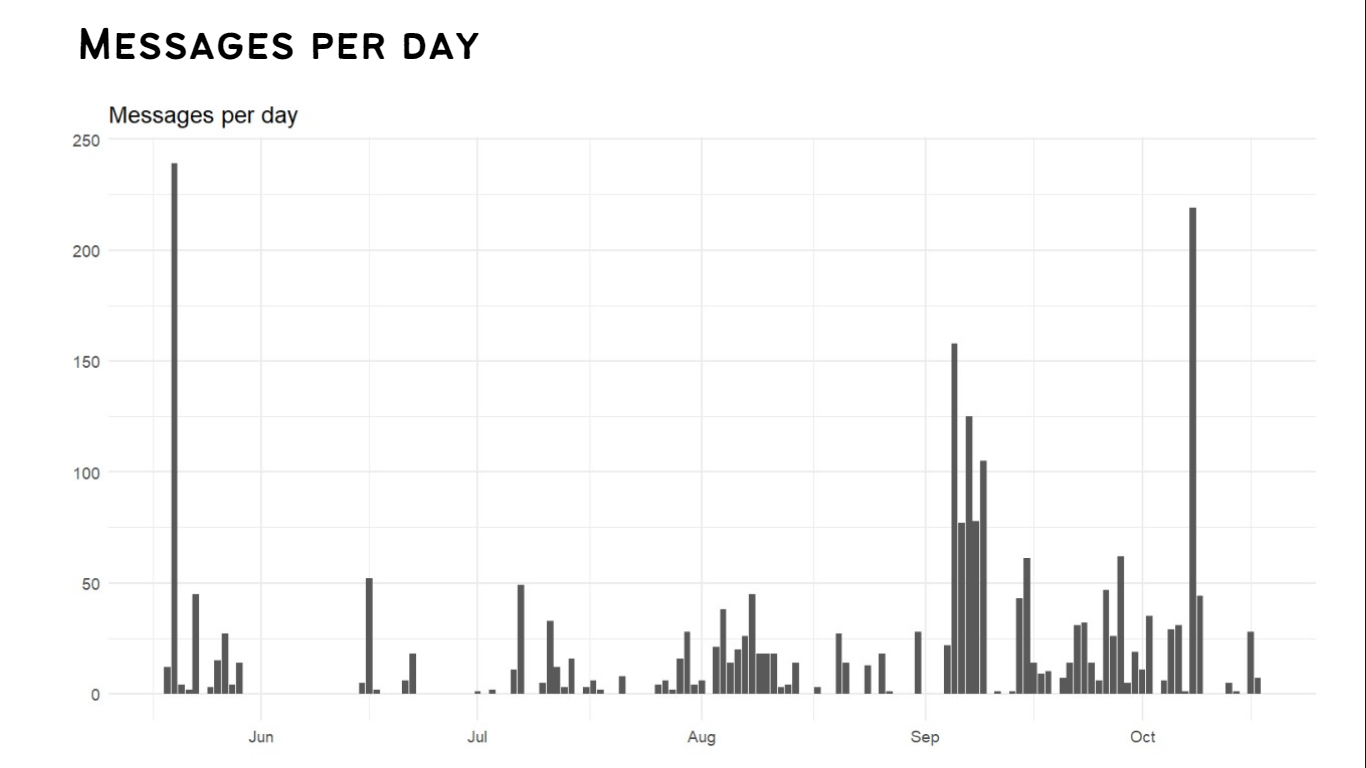 MESSAGES PER DAY
Messages per day
250
200
150
100
50
0
Jun Jul Aug Sep Oct